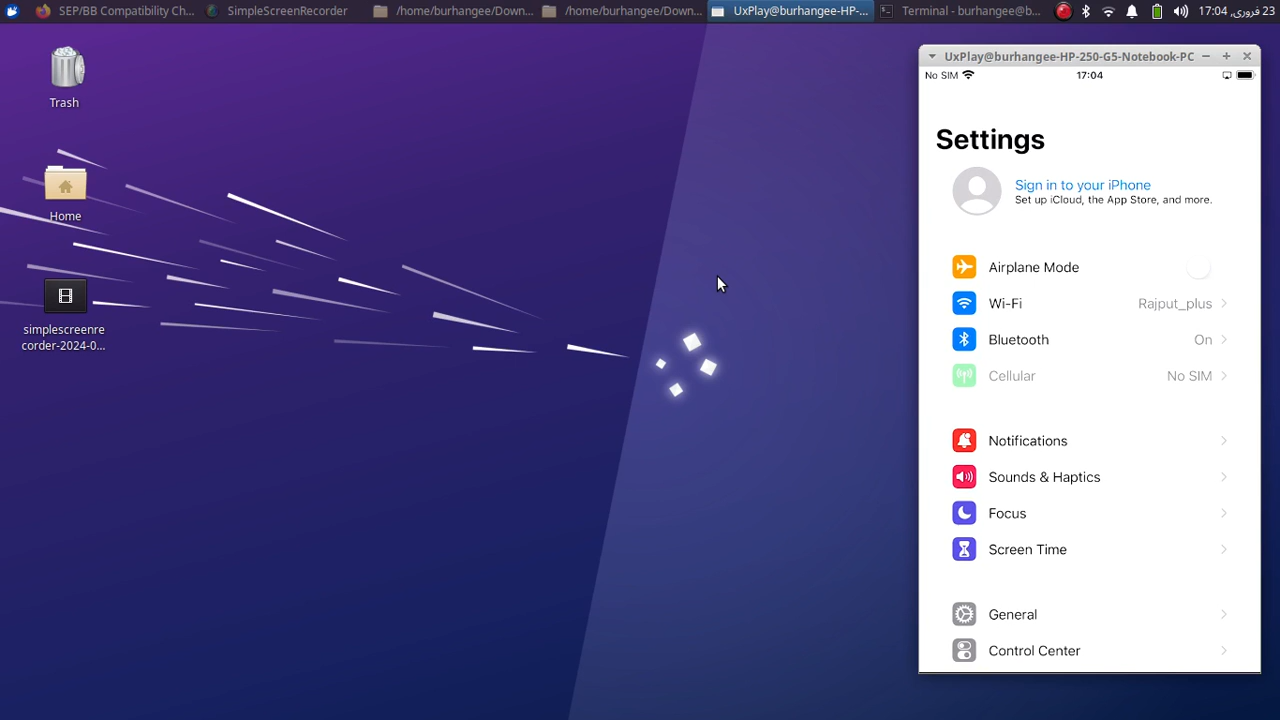 SEP/BB Compatibility Ch...
SimpleScreenRecorder
/home/burhangee/Down...
/home/burhangee/Down...
UxPlay@burhangee-HP-...
Terminal - burhangee@b...
23 فروری, 17:04
Trash
Home
simplescreenre
corder-2024-0...
UxPlay@burhangee-HP-250-G5-Notebook-PC
No SIM
17:04
Settings
Sign in to your iPhone
Set up iCloud, the App Store, and more.
Airplane Mode
Wi-Fi
Rajput_plus
Bluetooth
On
Cellular
No SIM
Notifications
Sounds & Haptics
Focus
Screen Time
General
Control Center